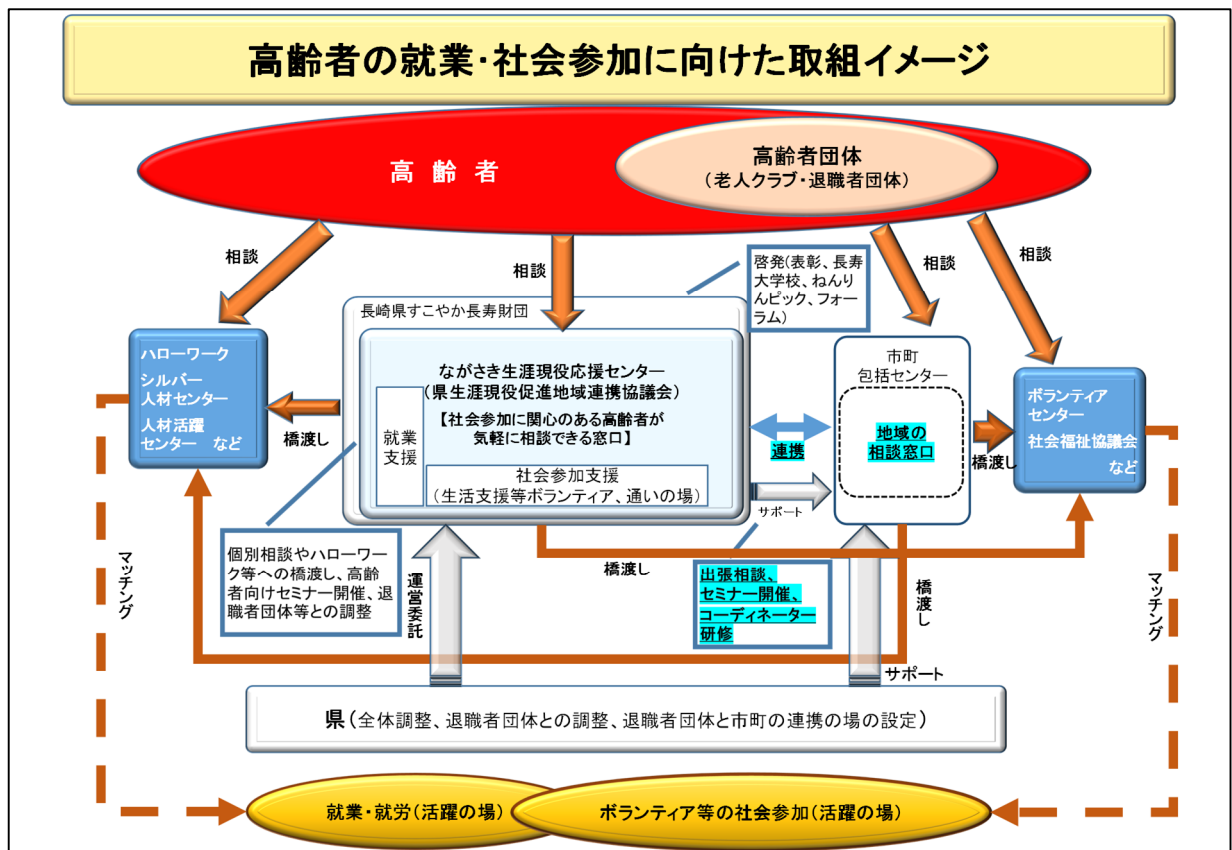 高齢者の就業･社会参加に向けた取組イメージ
高 齢 者
高齢者団体
(老人クラブ・退職者団体)
相談
相談
相談
相談
啓発(表彰、長寿
大学校、ねんり
んピック、フォー
ラム)
長崎県すこやか長寿財団
ながさき生涯現役応援センター
(県生涯現役促進地域連携協議会)
【社会参加に関心のある高齢者が
気軽に相談できる窓口】
就業
支援
社会参加支援
(生活支援等ボランティア、通いの場)
ハローワーク
シルバー
人材センター
人材活躍
センター など
橋渡し
市町
包括センター
地域の
相談窓口
連携
サポート
橋渡し
ボランティア
センター
社会福祉協議会
など
マッチング
個別相談やハローワー
ク等への橋渡し、高齢
者向けセミナー開催、退
職者団体等との調整
運営委託
橋渡し
出張相談、
セミナー開催、
コーディネーター
研修
橋渡し
マッチング
サポート
県(全体調整、退職者団体との調整、退職者団体と市町の連携の場の設定)
就業・就労(活躍の場)
ボランティア等の社会参加(活躍の場)